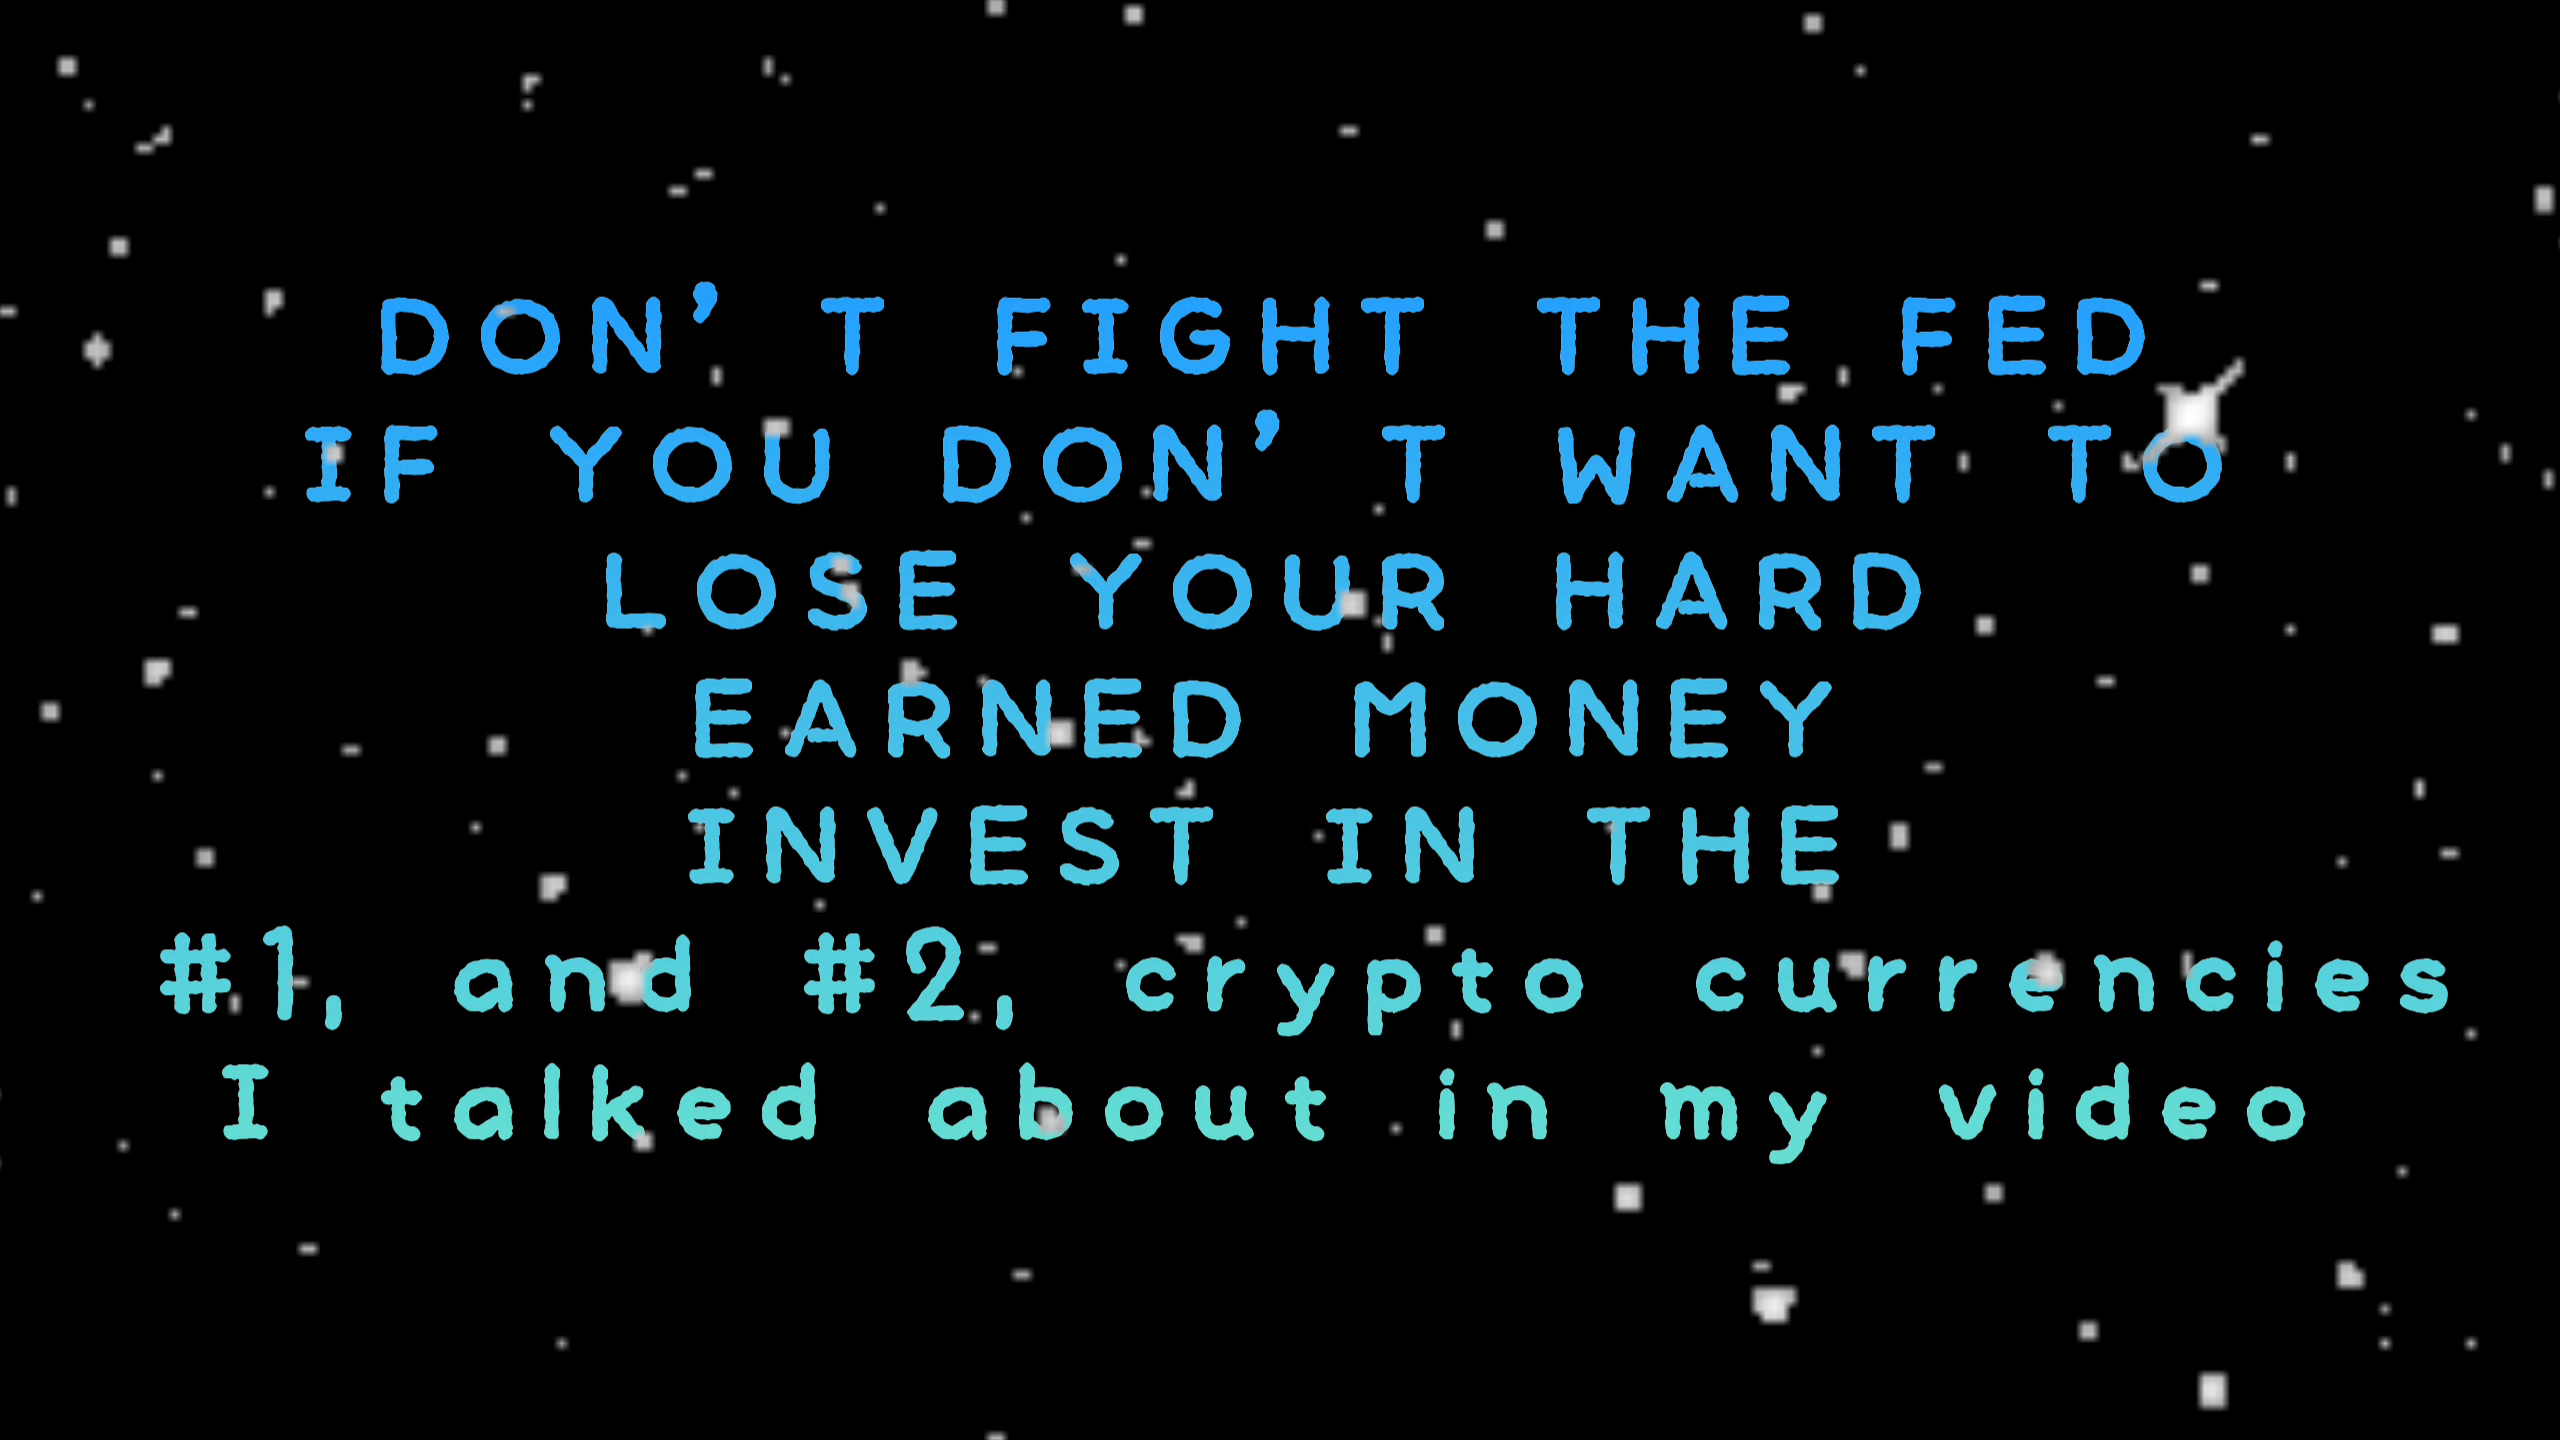 DON’T FIGHT THE FED
IF YOU DON’T WANT TO
LOSE YOUR HARD
EARNED MONEY
INVEST IN THE
#1, and #2, crypto currencies
I talked about in my video